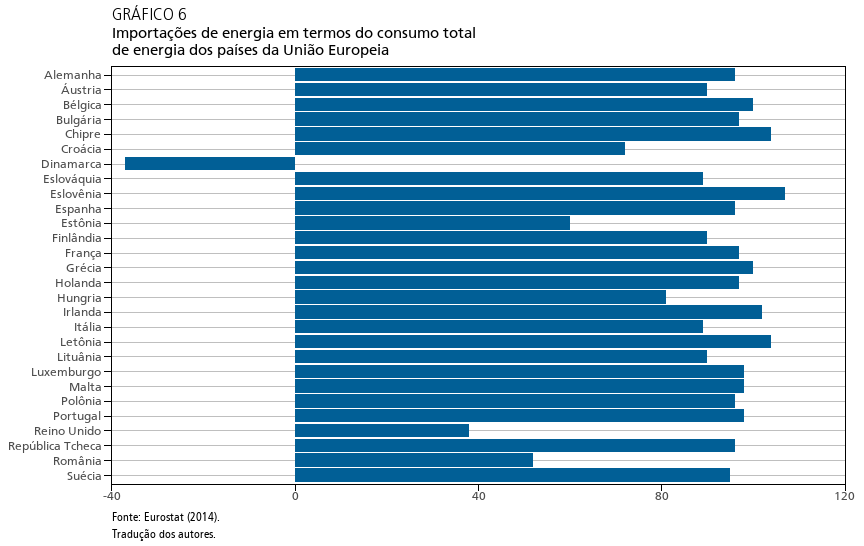 GRÁFICO 6
Importações de energia em termos do consumo total
de energia dos países da União Europeia
Alemanha
Áustria
Bélgica
Bulgária
Chipre
Croácia
Dinamarca
Eslováquia
Eslovênia
Espanha
Estônia
Finlândia
França
Grécia
Holanda
Hungria
Irlanda
Itália
Letônia
Lituânia
Luxemburgo
Malta
Polônia
Portugal
Reino Unido
República Tcheca
România
Suécia
-40 0 40 80 120
Fonte: Eurostat (2014).
Tradução dos autores.